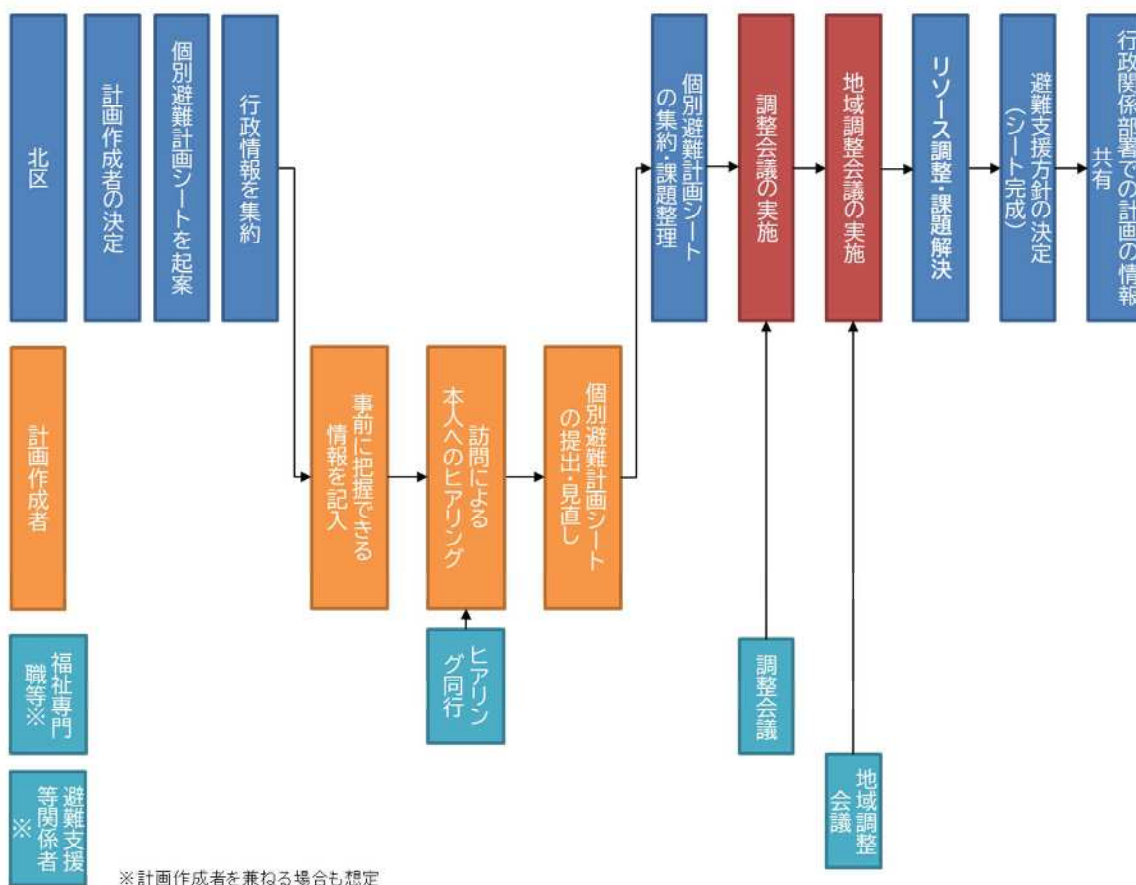 北区
計画作成者の決定
個別避難計画シートを起案
行政情報を集約
個別避難計画シート
の集約・課題整理
調整会議の実施
地域調整会議の実施
リソース調整・課題解決
避難支援方針の決定
（シート完成）
行政関係部署での計画の情報
共有
計画作成者
事前に把握できる
情報を記入
訪問による
本人へのヒアリング
個別避難計画シート
の提出・見直し
福祉専門
職等※
ヒアリン
グ同行
調整会議
避難支援
等関係者
※
地域調整
会議
※計画作成者を兼ねる場合も想定